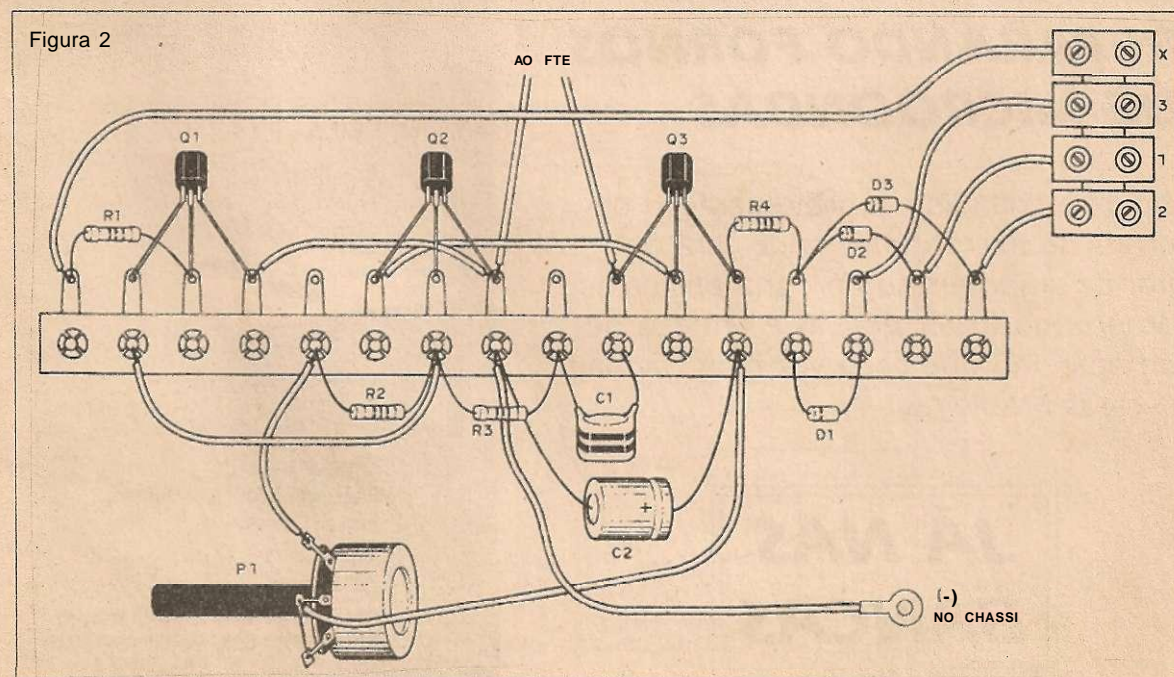 Figura 2
AO FTE
X
3
1
2
Q1
Q2
Q3
R1
R4
D3
D2
R2
R3
C1
D1
+
C2
P1
(-)
NO CHASSI